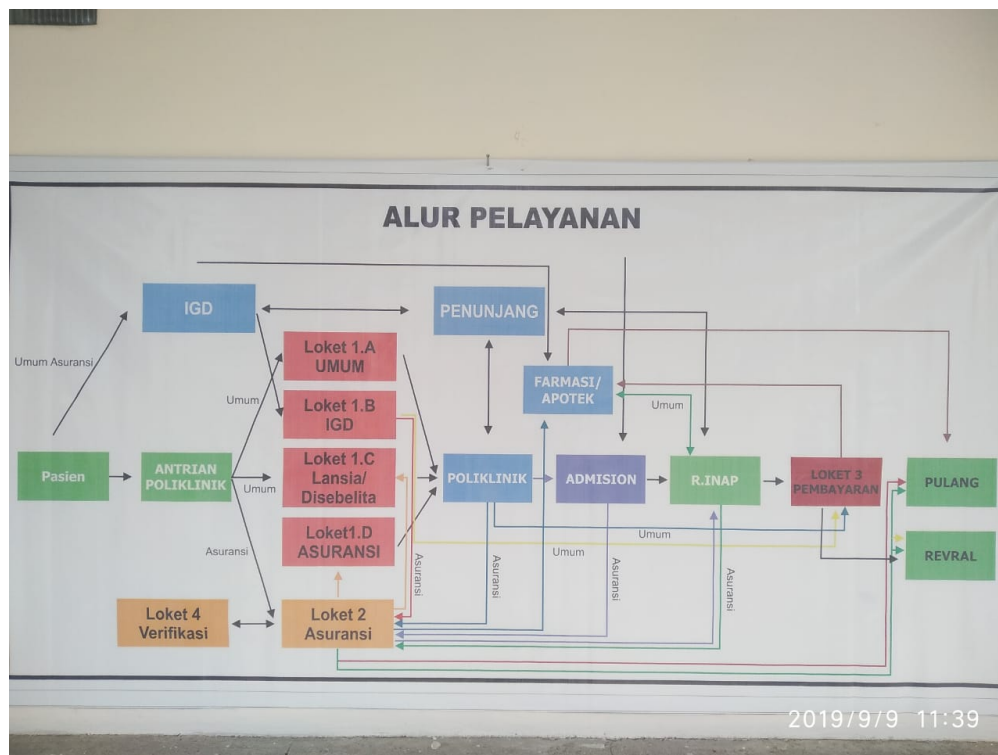 ALUR PELAYANAN
IGD
PENUNJANG
Umum Asuransi
Loket 1.A
UMUM
FARMASI/
APOTEK
Umum
Umum
Loket 1.B
IGD
Pasien
ANTRIAN
POLIKLINIK
Umum
Loket 1.C
Lansia/
Disebelita
POLIKLINIK
ADMISION
R.INAP
LOKET 3
PEMBAYARAN
PULANG
Loket1.D
ASURANSI
Asuransi
Umum
Umum
REVRAL
Asuransi
Asuransi
Asuransi
Asuransi
Loket 4
Verifikasi
Loket 2
Asuransi
2019/9/9 11:39